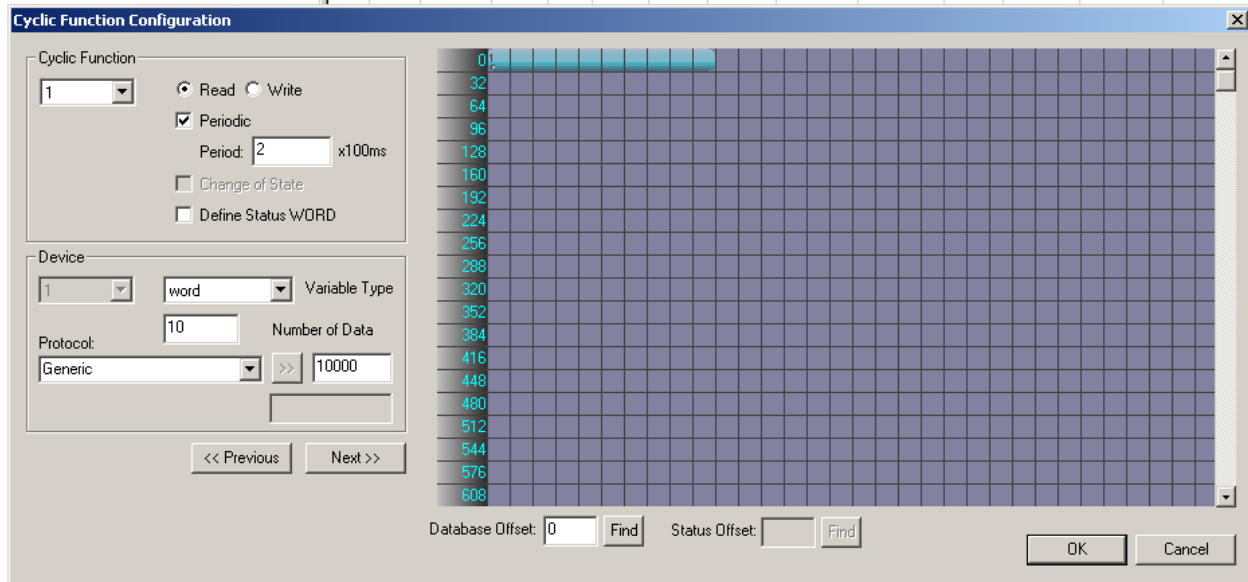 Cyclic Function Configuration
Cyclic Function
1
Read Write
Periodic
Period: 2 x100ms
Change of State
Define Status WORD
Device
1 word Variable Type
10 Number of Data
Protocol:
Generic >> 10000
<< Previous Next >>
0 1
32
64
96
128
160
192
224
256
288
320
352
384
416
448
480
512
544
576
608
Database Offset: 0 Find Status Offset: Find
OK Cancel